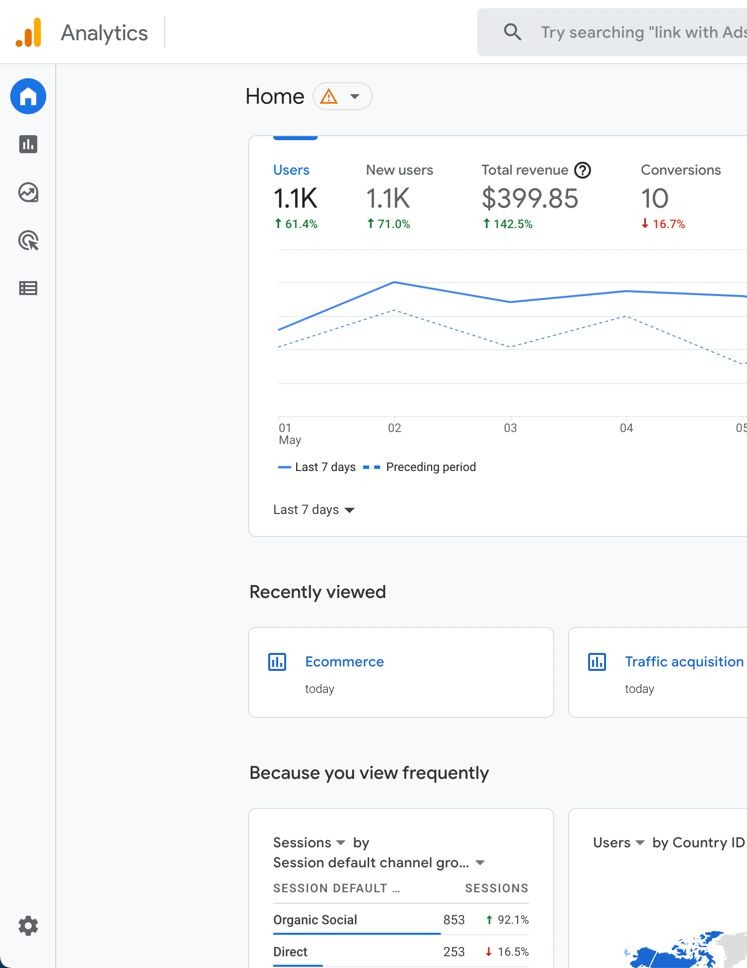 Analytics
Try searching "link with Ads
Home
Users New users Total revenue Conversions
1.1K 1.1K $399.85 10
↑ 61.4% ↑ 71.0% ↑ 142.5% ↓ 16.7%
01 02 03 04 05
May
Last 7 days Preceding period
Last 7 days
Recently viewed
Ecommerce Traffic acquisition
today today
Because you view frequently
Sessions by Users by Country ID
Session default channel gro...
SESSION DEFAULT ... SESSIONS
Organic Social 853 ↑ 92.1%
Direct 253 ↓ 16.5%